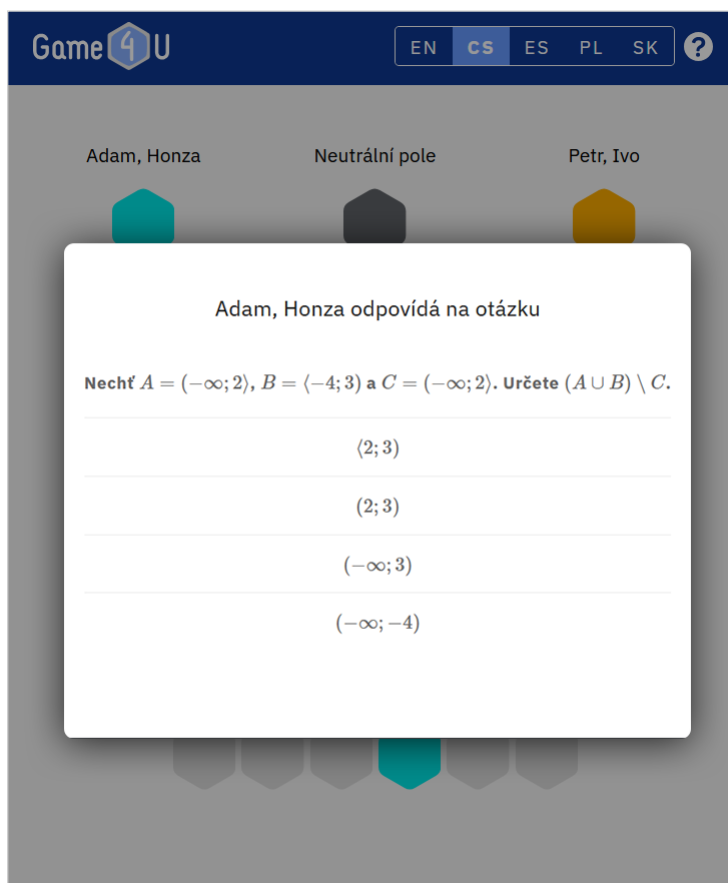 Game4U
EN CS ES PL SK ?
Adam, Honza Neutrální pole Petr, Ivo
Adam, Honza odpovídá na otázku
Nechť A = (−∞; 2⟩, B = ⟨−4; 3) a C = (−∞; 2⟩. Určete (A ∪ B) \ C.
⟨2; 3)
(2; 3)
(−∞; 3)
(−∞; −4)